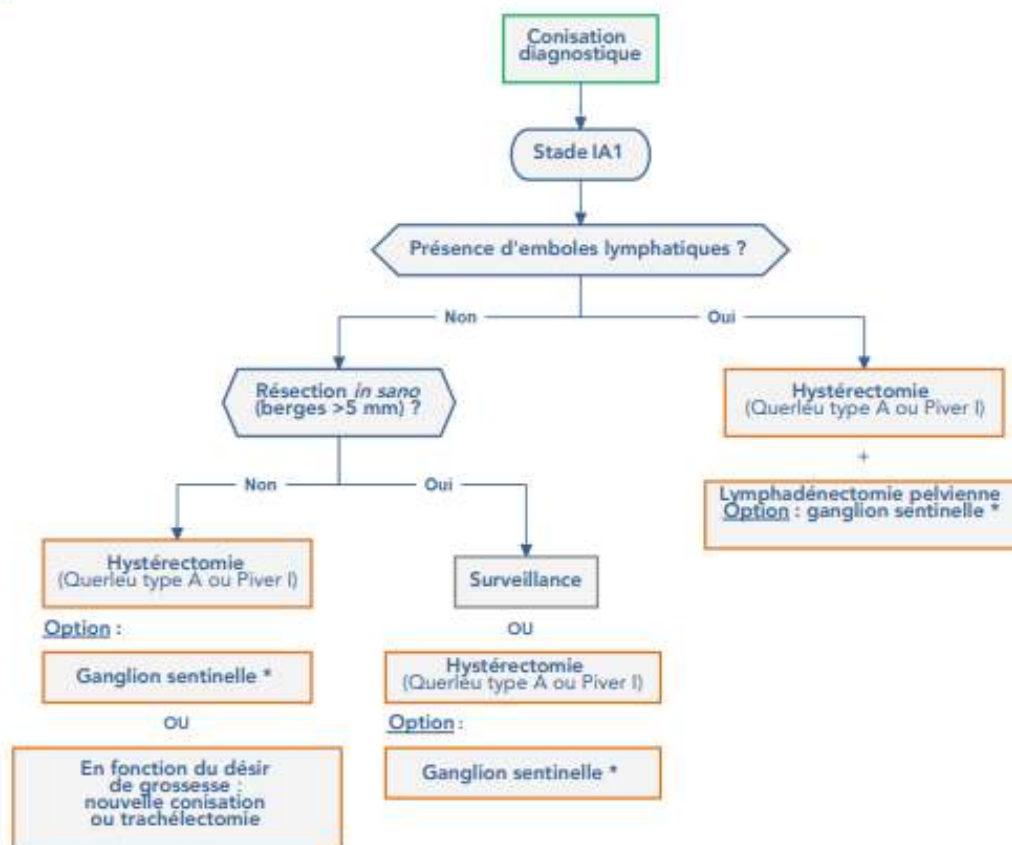 Conisation
diagnostique
Stade IA1
Présence d'emboles lymphatiques ?
Non
Oui
Résection in sano
(berges >5 mm) ?
Hystérectomie
(Querleu type A ou Piver I)
+
Lymphadénectomie pelvienne
Option : ganglion sentinelle *
Non
Oui
Hystérectomie
(Querleu type A ou Piver I)
Option :
Ganglion sentinelle *
OU
En fonction du désir
de grossesse :
nouvelle conisation
ou trachélectomie
Surveillance
OU
Hystérectomie
(Querleu type A ou Piver I)
Option :
Ganglion sentinelle *